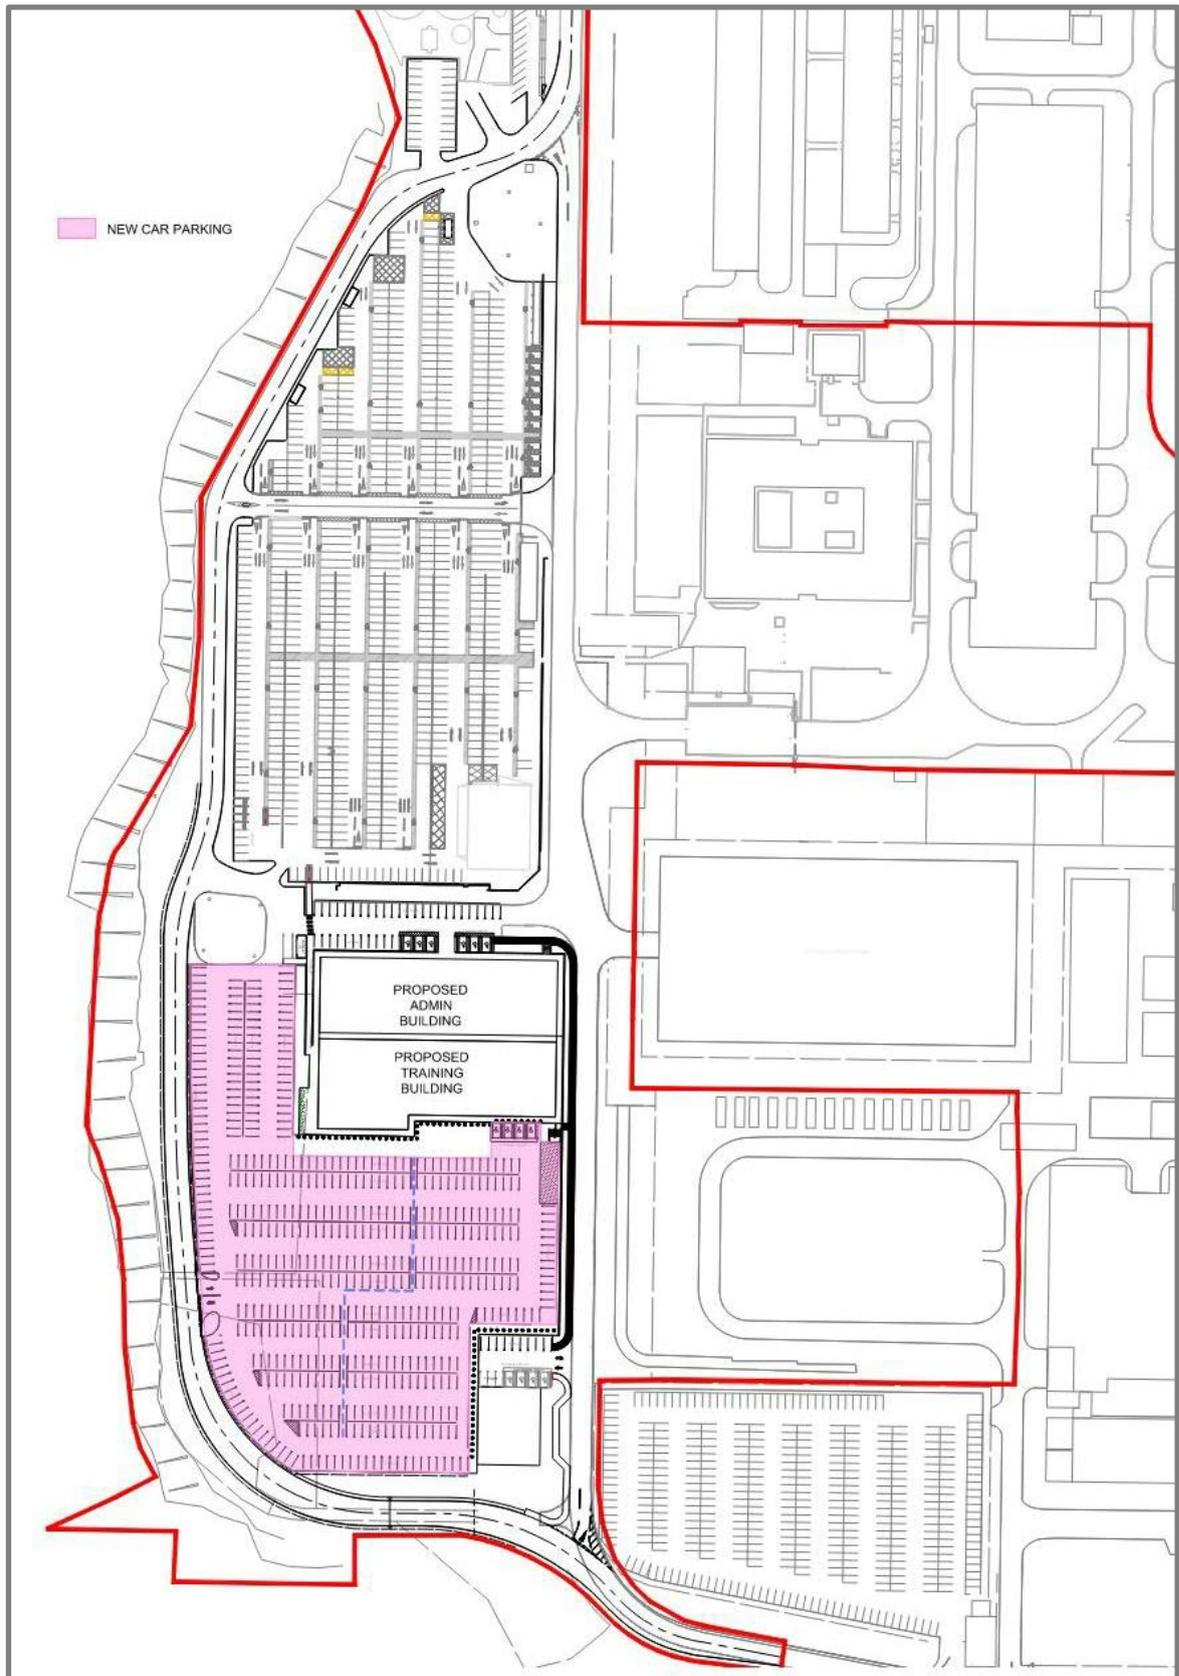 NEW CAR PARKING
PROPOSED
ADMIN
BUILDING
PROPOSED
TRAINING
BUILDING